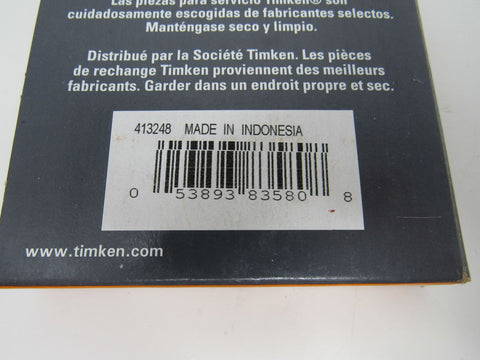 Las piezas para servicio Timken® son
cuidadosamente escogidas de fabricantes selectos.
Manténgase seco y limpio.
Distribué par la Société Timken. Les pièces
de rechange Timken proviennent des meilleurs
fabricants. Garder dans un endroit propre et sec.
413248 MADE IN INDONESIA
0 53893 83580 8
www.timken.com